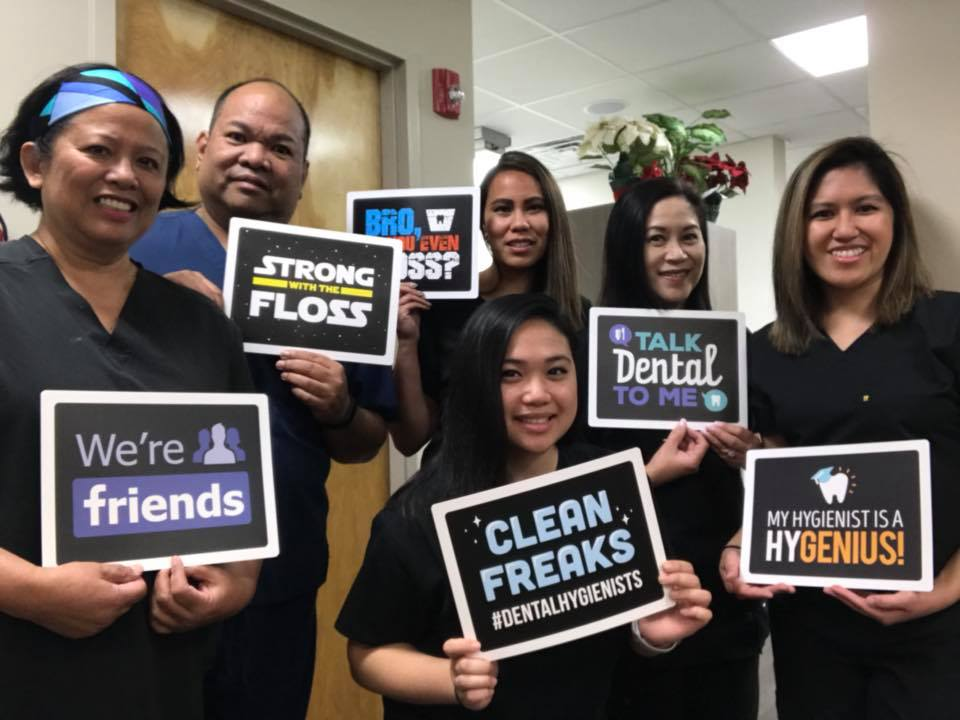 BRO,
EVEN
STRONG
WITH THE
FLOSS
TALK
Dental
TO ME
We're
friends
CLEAN
FREAKS
#DENTALHYGIENISTS
MY HYGIENIST IS A
HYGENIUS!